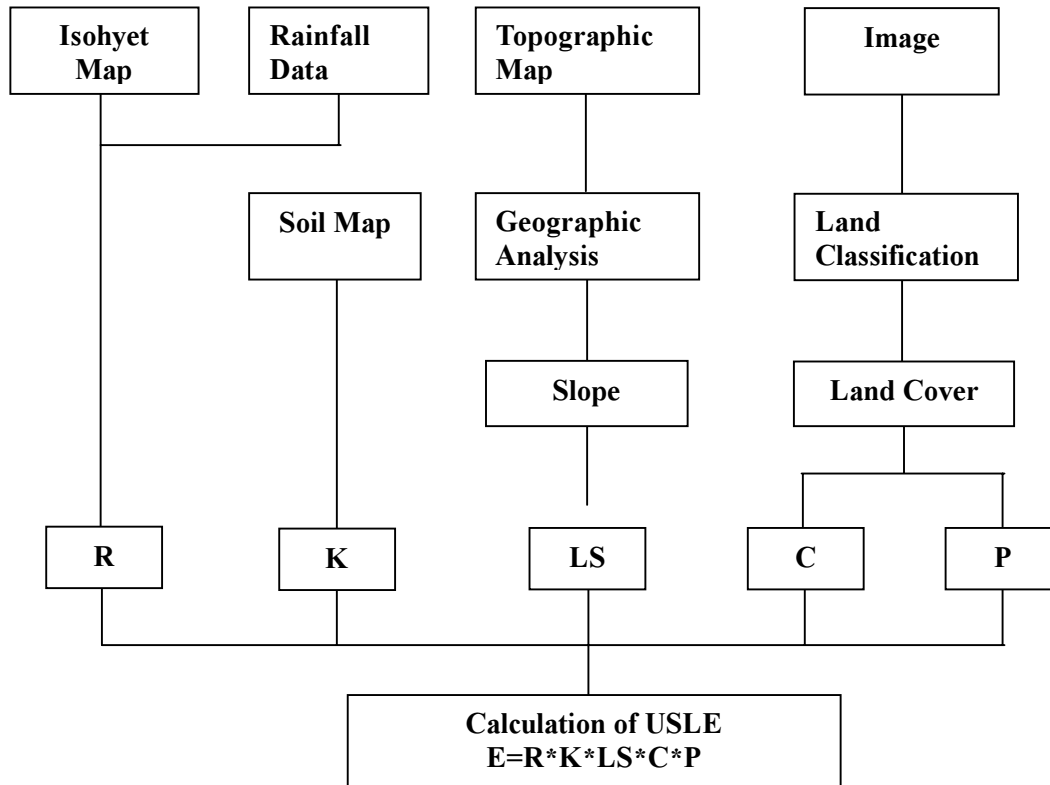 Isohyet
Map
Rainfall
Data
Topographic
Map
Image
Soil Map
Geographic
Analysis
Land
Classification
Slope
Land Cover
R
K
LS
C
P
Calculation of USLE
E=R*K*LS*C*P